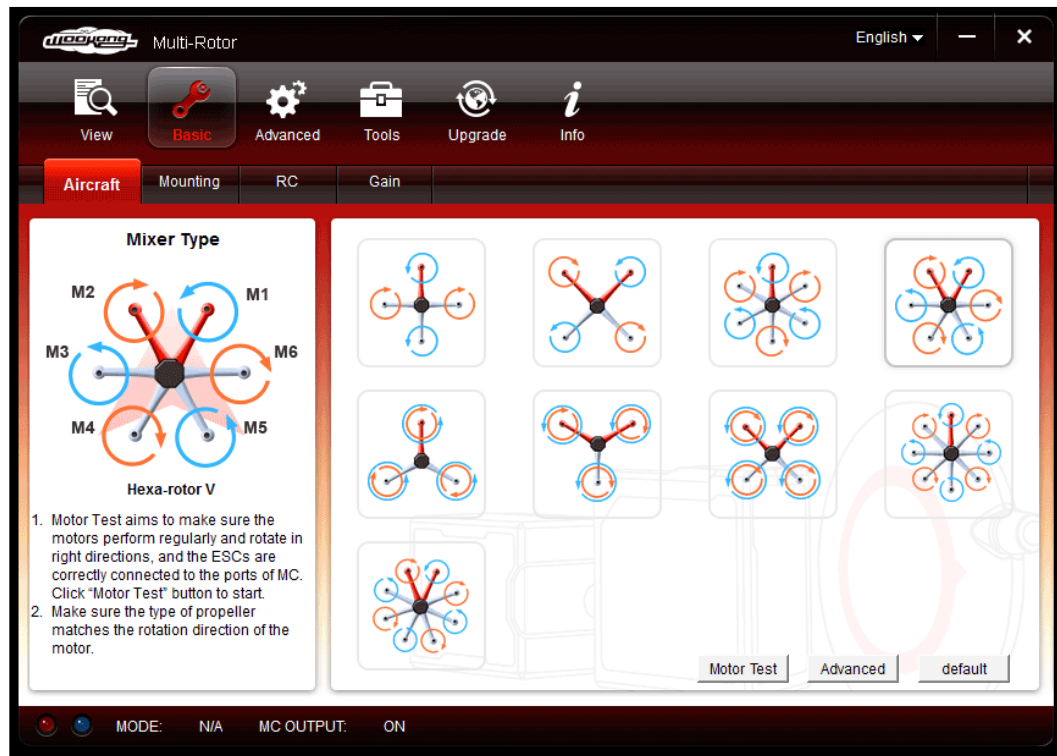 WOOKONG
Multi-Rotor
English
View
Basic
Advanced
Tools
Upgrade
Info
Aircraft
Mounting
RC
Gain
Mixer Type
M2
M1
M3
M6
M4
M5
Hexa-rotor V
1. Motor Test aims to make sure the
motors perform regularly and rotate in
right directions, and the ESCs are
correctly connected to the ports of MC.
Click “Motor Test” button to start.
2. Make sure the type of propeller
matches the rotation direction of the
motor.
Motor Test
Advanced
default
MODE: N/A MC OUTPUT: ON